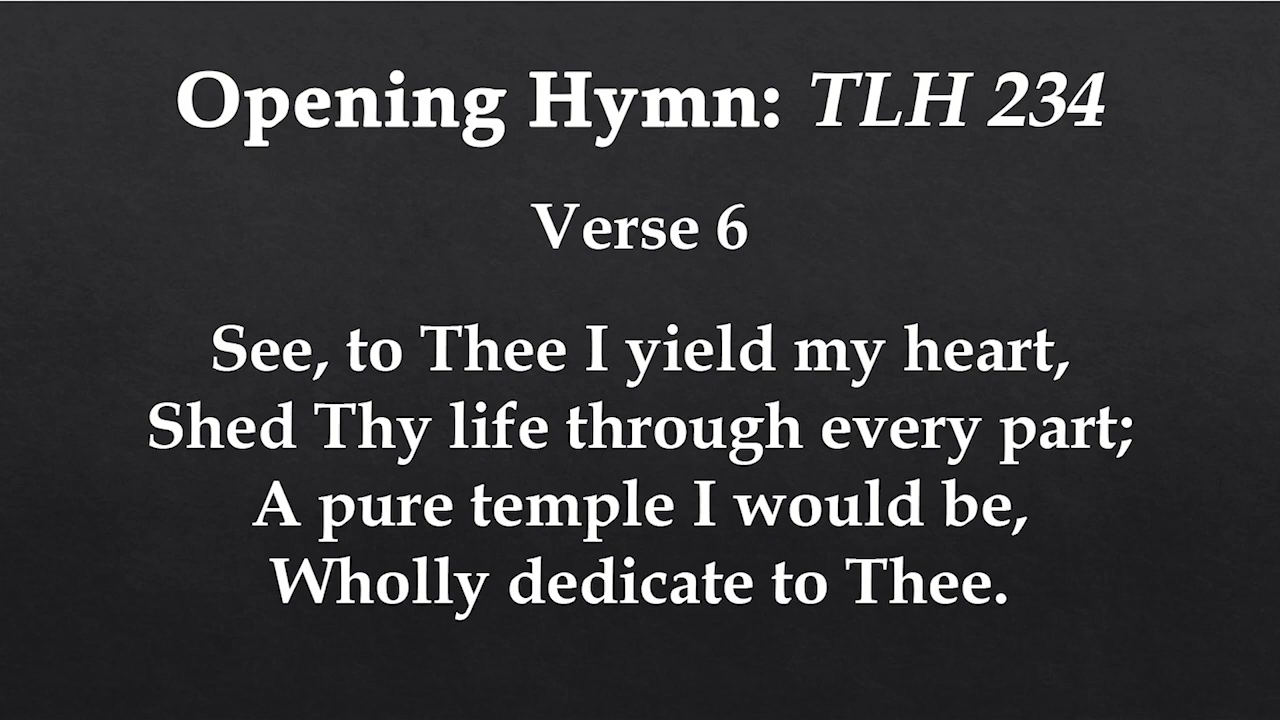 Opening Hymn: TLH 234
Verse 6
See, to Thee I yield my heart,
Shed Thy life through every part;
A pure temple I would be,
Wholly dedicate to Thee.